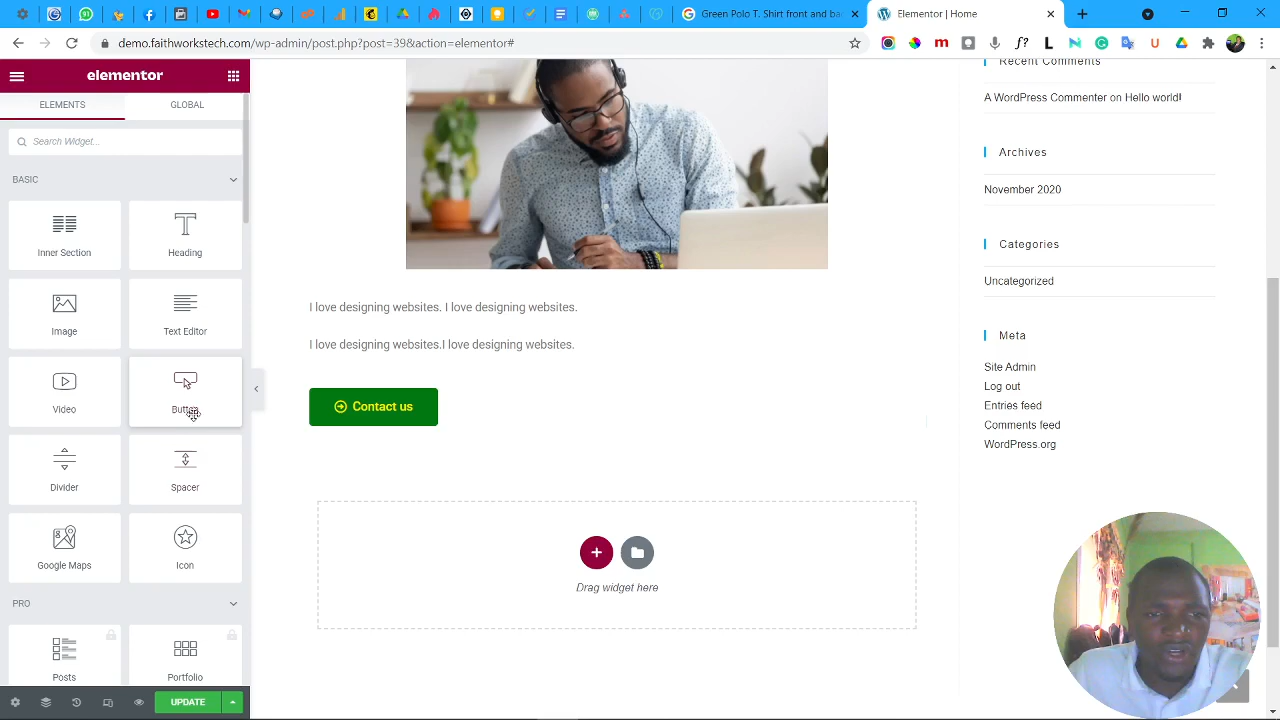 Green Polo T. Shirt front and ba
Elementor | Home
demo.faithwksites.com/wp-admin/post.php?post=39&action=elementor#
elementor
ELEMENTS
GLOBAL
Search Widget...
BASIC
Inner Section
Heading
Image
Text Editor
Video
Button
Divider
Spacer
Google Maps
Icon
PRO
Posts
Portfolio
UPDATE
I love designing websites. I love designing websites.
I love designing websites.I love designing websites.
Contact us
Drag widget here
Recent Comments
A WordPress Commenter on Hello world!
Archives
November 2020
Categories
Uncategorized
Meta
Site Admin
Log out
Entries feed
Comments feed
WordPress.org